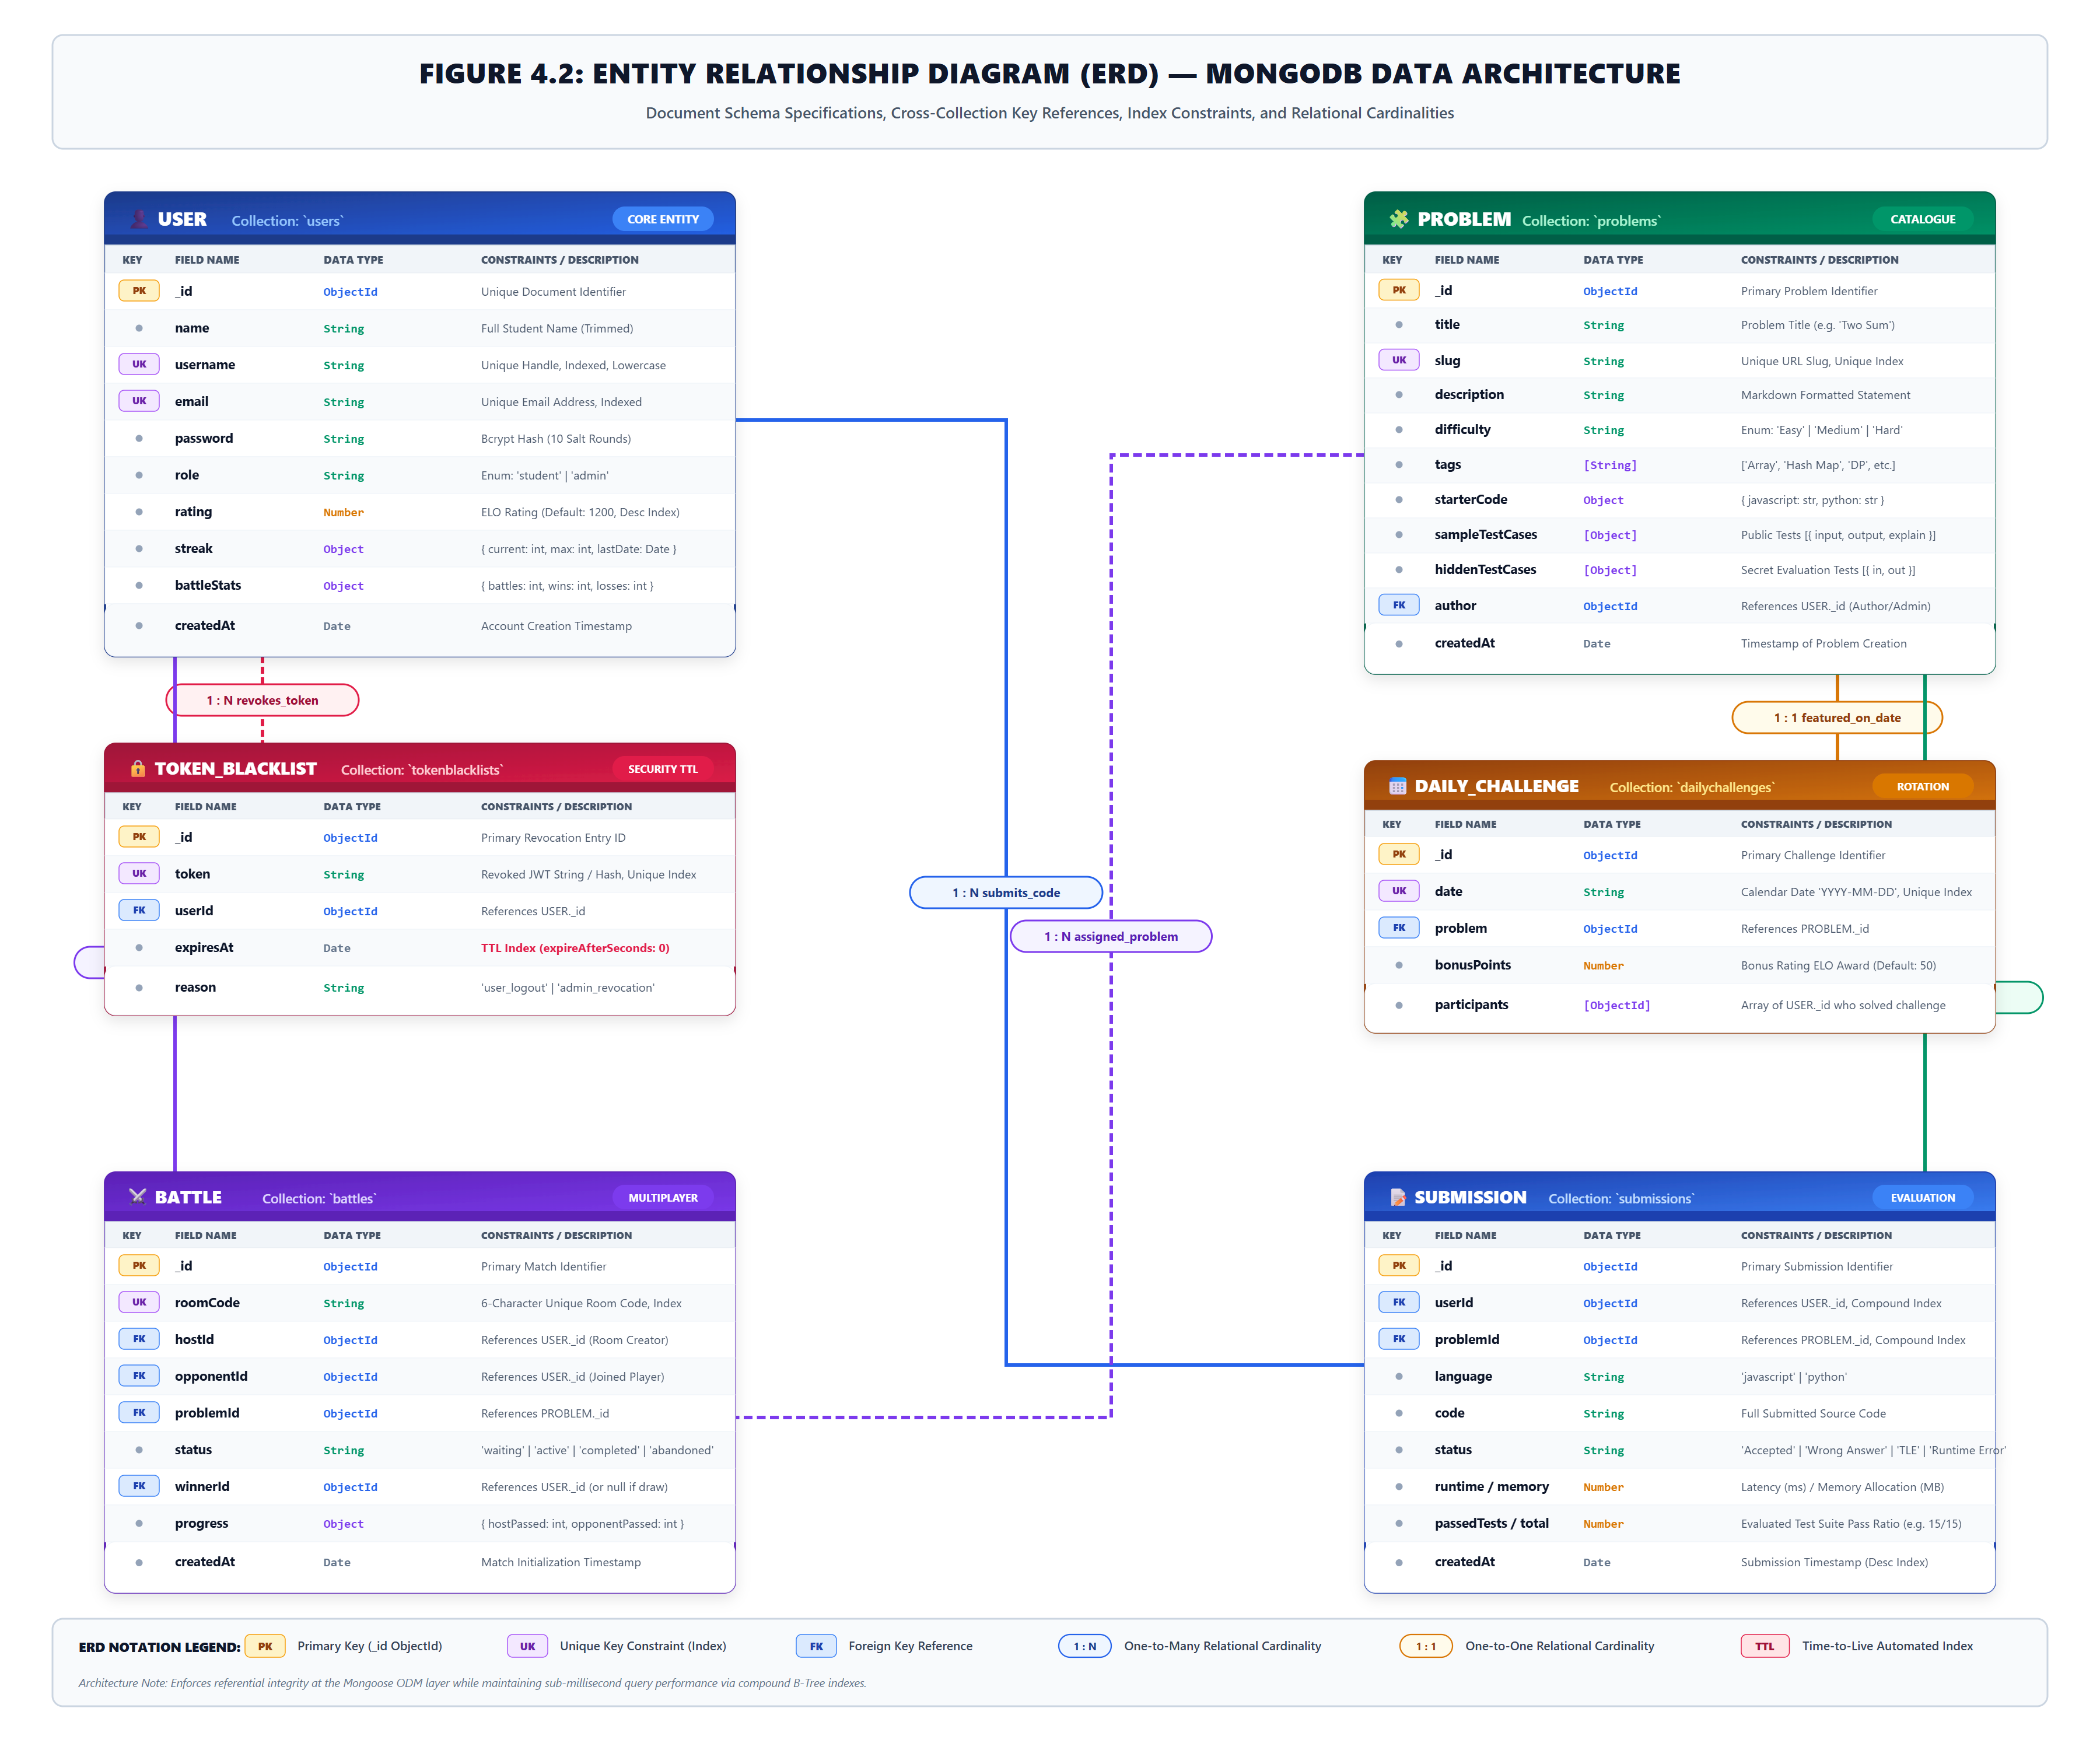 FIGURE 4.2: ENTITY RELATIONSHIP DIAGRAM (ERD) — MONGODB DATA ARCHITECTURE
Document Schema Specifications, Cross-Collection Key References, Index Constraints, and Relational Cardinalities
USER Collection: `users` CORE ENTITY
KEY FIELD NAME DATA TYPE CONSTRAINTS / DESCRIPTION
PK _id ObjectId Unique Document Identifier
name String Full Student Name (Trimmed)
UK username String Unique Handle, Indexed, Lowercase
UK email String Unique Email Address, Indexed
password String Bcrypt Hash (10 Salt Rounds)
role String Enum: 'student' | 'admin'
rating Number ELO Rating (Default: 1200, Desc Index)
streak Object { current: int, max: int, lastDate: Date }
battleStats Object { battles: int, wins: int, losses: int }
createdAt Date Account Creation Timestamp
1 : N revokes_token
TOKEN_BLACKLIST Collection: `tokenblacklists` SECURITY TTL
KEY FIELD NAME DATA TYPE CONSTRAINTS / DESCRIPTION
PK _id ObjectId Primary Revocation Entry ID
UK token String Revoked JWT String / Hash, Unique Index
FK userId ObjectId References USER._id
expiresAt Date TTL Index (expireAfterSeconds: 0)
reason String 'user_logout' | 'admin_revocation'
BATTLE Collection: `battles` MULTIPLAYER
KEY FIELD NAME DATA TYPE CONSTRAINTS / DESCRIPTION
PK _id ObjectId Primary Match Identifier
UK roomCode String 6-Character Unique Room Code, Index
FK hostId ObjectId References USER._id (Room Creator)
FK opponentId ObjectId References USER._id (Joined Player)
FK problemId ObjectId References PROBLEM._id
status String 'waiting' | 'active' | 'completed' | 'abandoned'
FK winnerId ObjectId References USER._id (or null if draw)
progress Object { hostPassed: int, opponentPassed: int }
createdAt Date Match Initialization Timestamp
1 : N submits_code
1 : N assigned_problem
PROBLEM Collection: `problems` CATALOGUE
KEY FIELD NAME DATA TYPE CONSTRAINTS / DESCRIPTION
PK _id ObjectId Primary Problem Identifier
title String Problem Title (e.g. 'Two Sum')
UK slug String Unique URL Slug, Unique Index
description String Markdown Formatted Statement
difficulty String Enum: 'Easy' | 'Medium' | 'Hard'
tags [String] ['Array', 'Hash Map', 'DP', etc.]
starterCode Object { javascript: str, python: str }
sampleTestCases [Object] Public Tests [{ input, output, explain }]
hiddenTestCases [Object] Secret Evaluation Tests [{ in, out }]
FK author ObjectId References USER._id (Author/Admin)
createdAt Date Timestamp of Problem Creation
1 : 1 featured_on_date
DAILY_CHALLENGE Collection: `dailychallenges` ROTATION
KEY FIELD NAME DATA TYPE CONSTRAINTS / DESCRIPTION
PK _id ObjectId Primary Challenge Identifier
UK date String Calendar Date 'YYYY-MM-DD', Unique Index
FK problem ObjectId References PROBLEM._id
bonusPoints Number Bonus Rating ELO Award (Default: 50)
participants [ObjectId] Array of USER._id who solved challenge
SUBMISSION Collection: `submissions` EVALUATION
KEY FIELD NAME DATA TYPE CONSTRAINTS / DESCRIPTION
PK _id ObjectId Primary Submission Identifier
FK userId ObjectId References USER._id, Compound Index
FK problemId ObjectId References PROBLEM._id, Compound Index
language String 'javascript' | 'python'
code String Full Submitted Source Code
status String 'Accepted' | 'Wrong Answer' | 'TLE' | 'Runtime Error'
runtime / memory Number Latency (ms) / Memory Allocation (MB)
passedTests / total Number Evaluated Test Suite Pass Ratio (e.g. 15/15)
createdAt Date Submission Timestamp (Desc Index)
ERD NOTATION LEGEND: PK Primary Key (_id ObjectId) UK Unique Key Constraint (Index) FK Foreign Key Reference 1 : N One-to-Many Relational Cardinality 1 : 1 One-to-One Relational Cardinality TTL Time-to-Live Automated Index
Architecture Note: Enforces referential integrity at the Mongoose ODM layer while maintaining sub-millisecond query performance via compound B-Tree indexes.